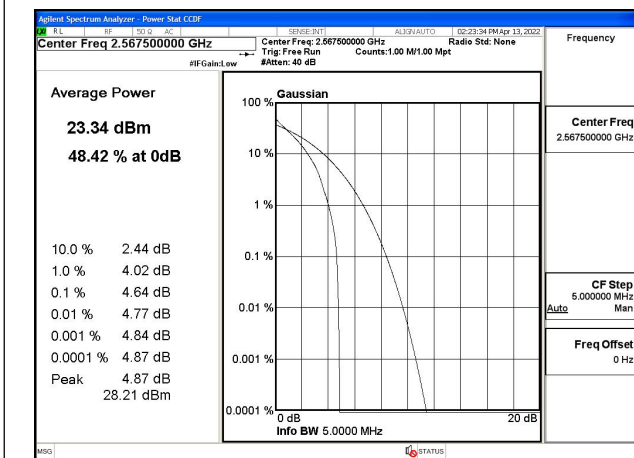 Agilent Spectrum Analyzer - Power Stat CCDF
LXI RL RF 50 Ω AC SENSE:INT ALIGN AUTO 02:23:34 PM Apr 13, 2022
Center Freq 2.567500000 GHz
Center Freq: 2.567500000 GHz Radio Std: None
Trig: Free Run Counts:1.00 M/1.00 Mpt
#IFGain:Low #Atten: 40 dB
Frequency
Average Power
23.34 dBm
48.42 % at 0dB
10.0 % 2.44 dB
1.0 % 4.02 dB
0.1 % 4.64 dB
0.01 % 4.77 dB
0.001 % 4.84 dB
0.0001 % 4.87 dB
Peak 4.87 dB
28.21 dBm
Gaussian
100 %
10 %
1 %
0.1 %
0.01 %
0.001 %
0.0001 %
0 dB 20 dB
Info BW 5.0000 MHz
Center Freq
2.567500000 GHz
CF Step
5.000000 MHz
Auto Man
Freq Offset
0 Hz
MSG STATUS